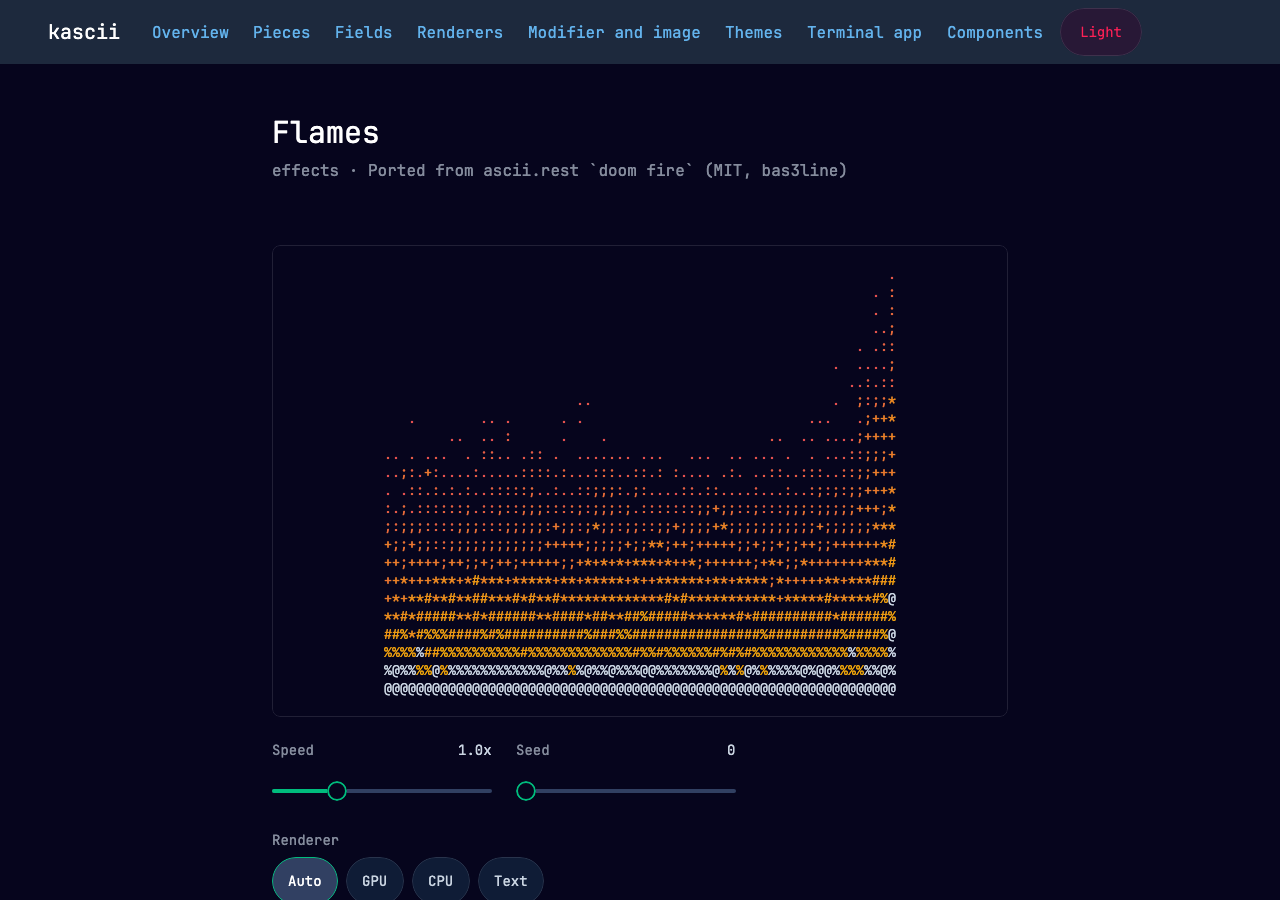 kascii Overview Pieces Fields Renderers Modifier and image Themes Terminal app Components Light
Flames
effects · Ported from ascii.rest `doom fire` (MIT, bas3line)
Speed 1.0x Seed 0
Renderer
Auto GPU CPU Text